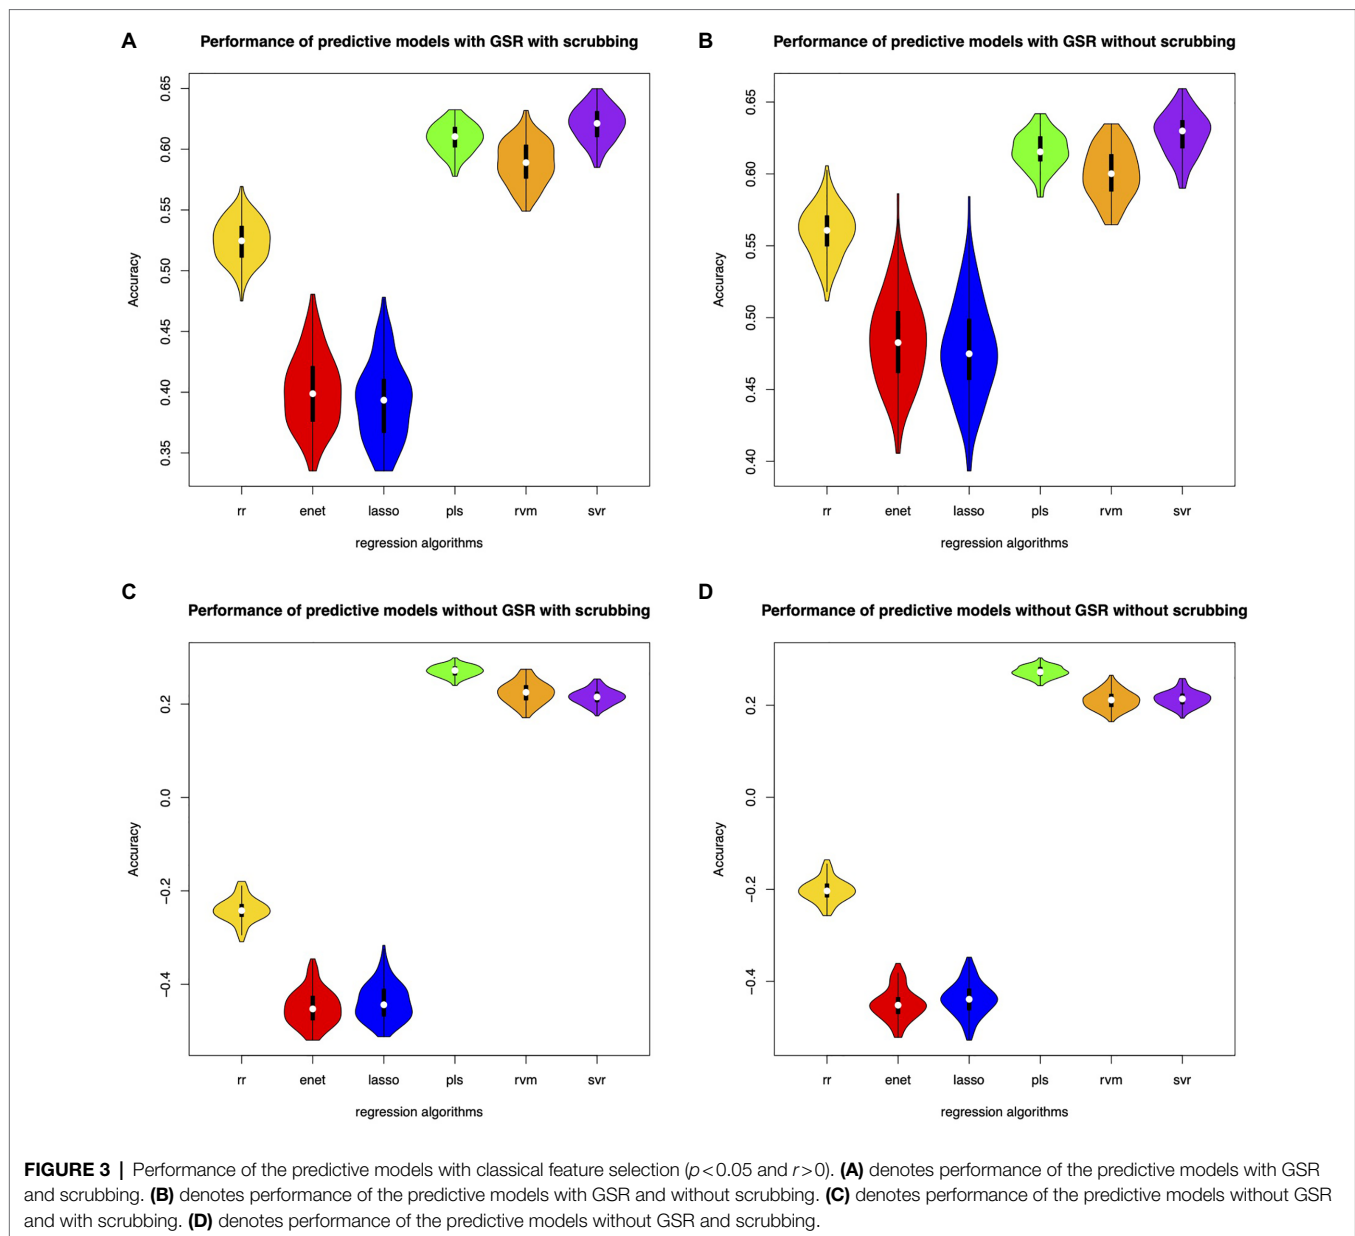 A
Performance of predictive models with GSR with scrubbing
Accuracy
0.65
0.60
0.55
0.50
0.45
0.40
0.35
rr enet lasso pls rvm svr
regression algorithms
B
Performance of predictive models with GSR without scrubbing
Accuracy
0.65
0.60
0.55
0.50
0.45
0.40
rr enet lasso pls rvm svr
regression algorithms
C
Performance of predictive models without GSR with scrubbing
Accuracy
0.2
0.0
−0.2
−0.4
rr enet lasso pls rvm svr
regression algorithms
D
Performance of predictive models without GSR without scrubbing
Accuracy
0.2
0.0
−0.2
−0.4
rr enet lasso pls rvm svr
regression algorithms
FIGURE 3 | Performance of the predictive models with classical feature selection (p<0.05 and r>0). (A) denotes performance of the predictive models with GSR
and scrubbing. (B) denotes performance of the predictive models with GSR and without scrubbing. (C) denotes performance of the predictive models without GSR
and with scrubbing. (D) denotes performance of the predictive models without GSR and scrubbing.